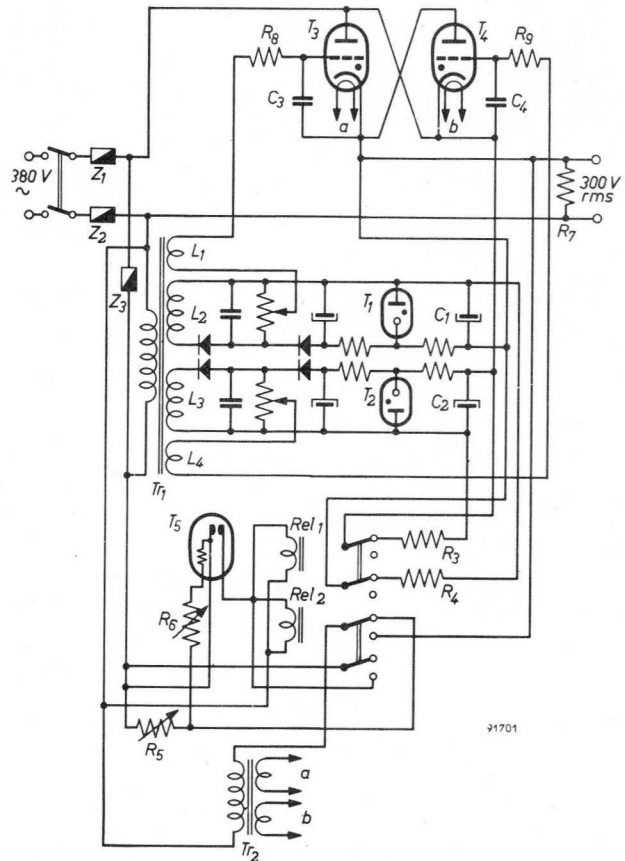 R8
T3
T4
R9
C3
C4
a
b
380 V
~
Z1
Z2
Z3
300 V
rms
R7
L1
L2
T1
C1
L3
T2
C2
L4
Tr1
T5
Rel 1
Rel 2
R3
R4
R6
R5
91701
a
b
Tr2